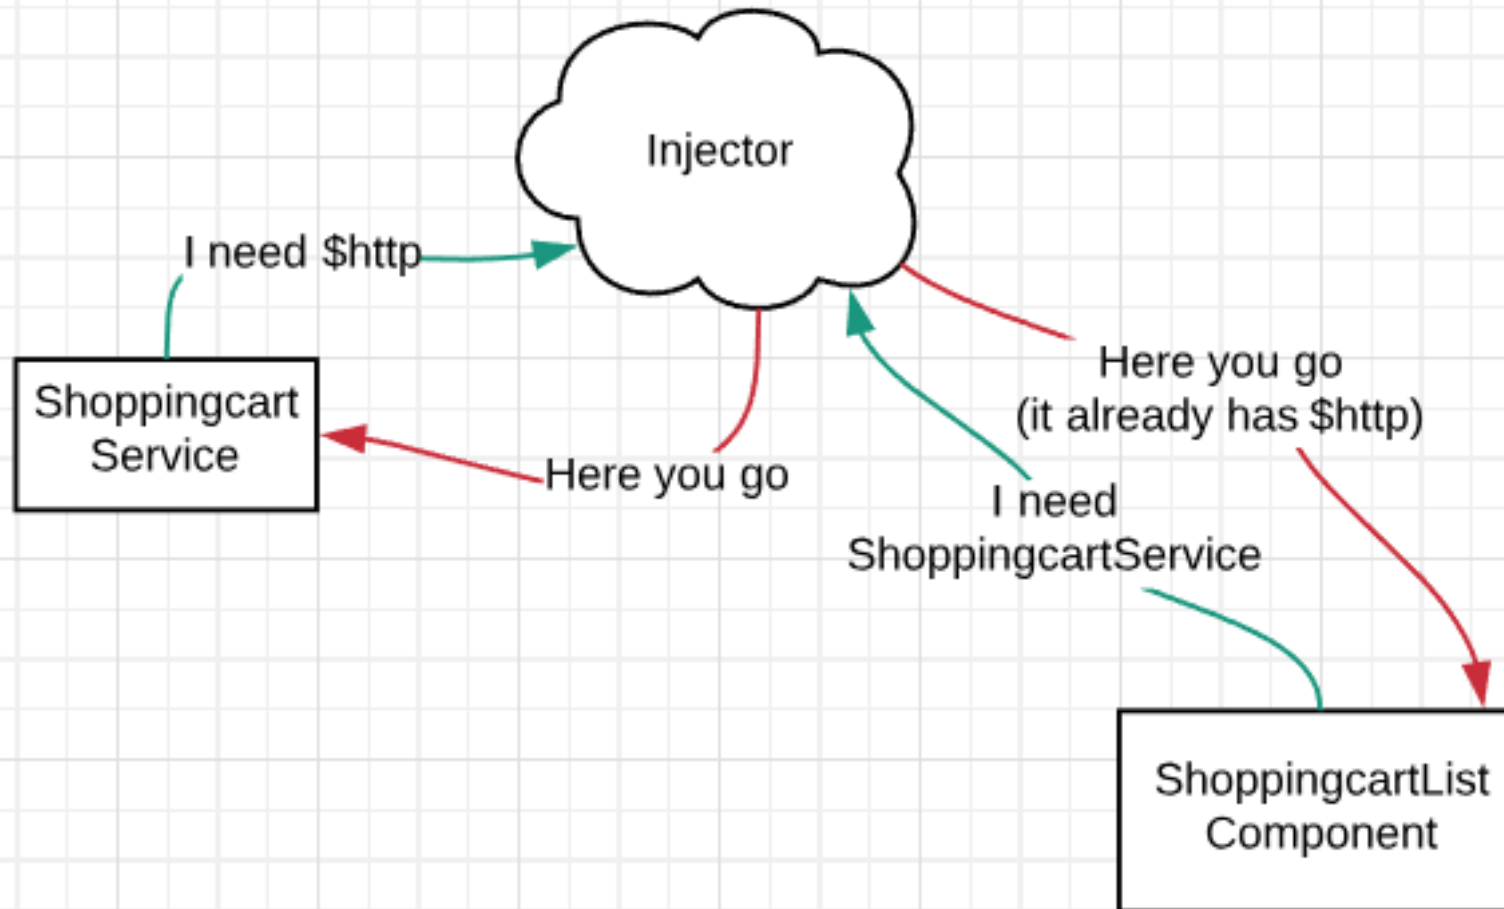 Injector
I need $http
Shoppingcart
Service
Here you go
Here you go
(it already has $http)
I need
ShoppingcartService
ShoppingcartList
Component